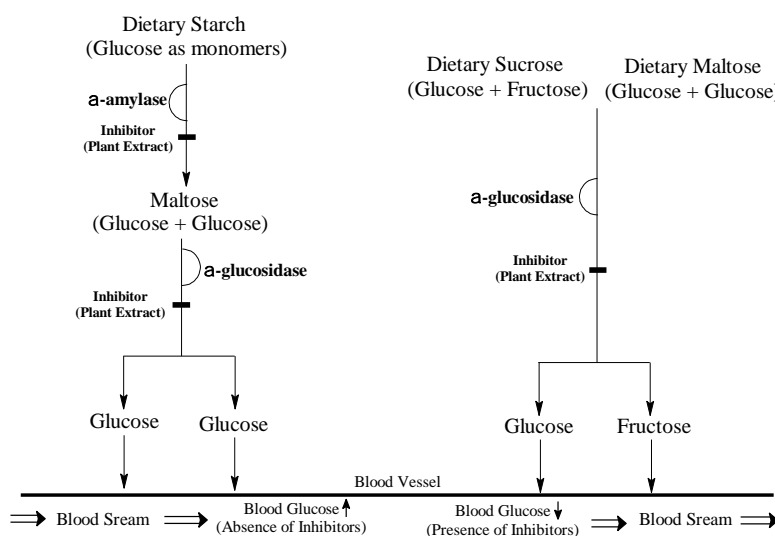 Dietary Starch
(Glucose as monomers)
a-amylase
Inhibitor
(Plant Extract)
Maltose
(Glucose + Glucose)
a-glucosidase
Inhibitor
(Plant Extract)
Glucose
Glucose
Dietary Sucrose
(Glucose + Fructose)
Dietary Maltose
(Glucose + Glucose)
a-glucosidase
Inhibitor
(Plant Extract)
Glucose
Fructose
Blood Vessel
Blood Sream
Blood Glucose
(Absence of Inhibitors)
Blood Glucose
(Presence of Inhibitors)
Blood Sream